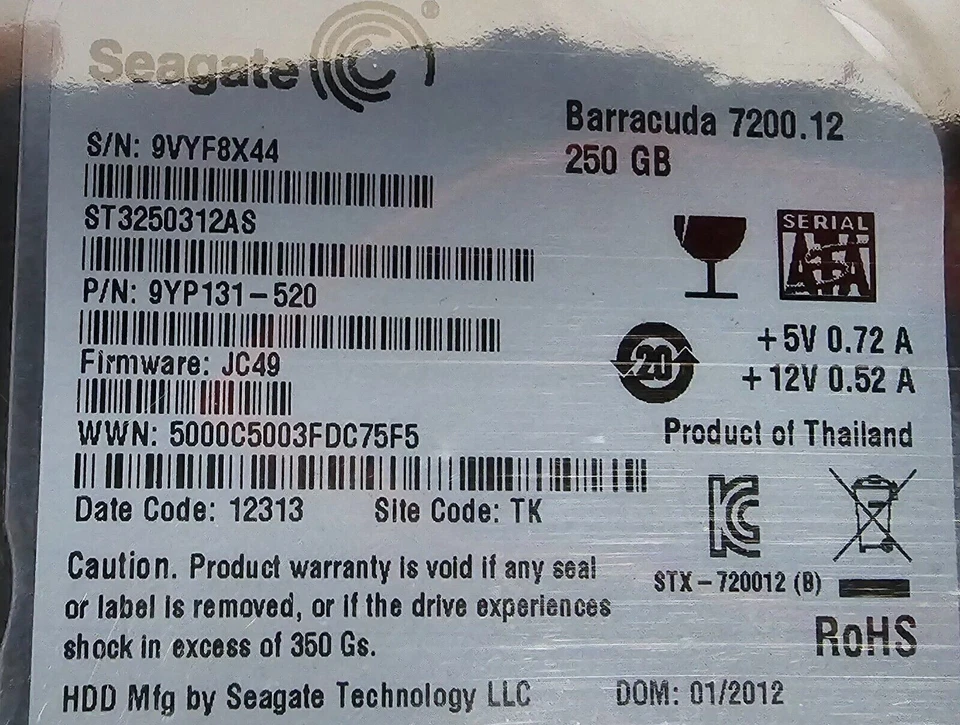 Seagate®
Barracuda 7200.12
250 GB
S/N: 9VYF8X44
ST3250312AS
P/N: 9YP131-520
Firmware: JC49
WWN: 5000C5003FDC75F5
Date Code: 12313 Site Code: TK
SERIAL
ATA
20
+5V 0.72 A
+12V 0.52 A
Product of Thailand
STX-720012 (B)
RoHS
Caution. Product warranty is void if any seal
or label is removed, or if the drive experiences
shock in excess of 350 Gs.
HDD Mfg by Seagate Technology LLC DOM: 01/2012